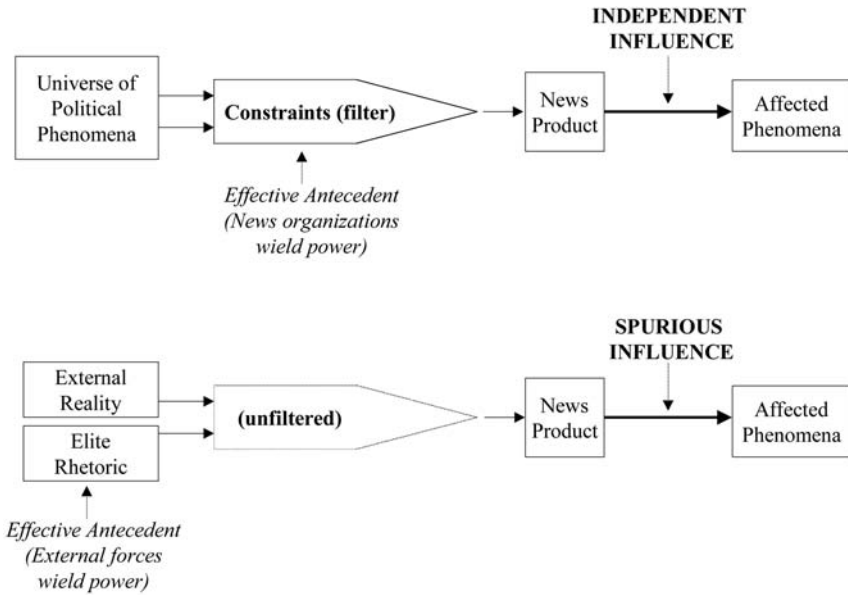 INDEPENDENT
INFLUENCE
Universe of
Political
Phenomena
Constraints (filter)
News
Product
Affected
Phenomena
Effective Antecedent
(News organizations
wield power)
SPURIOUS
INFLUENCE
External
Reality
Elite
Rhetoric
(unfiltered)
News
Product
Affected
Phenomena
Effective Antecedent
(External forces
wield power)